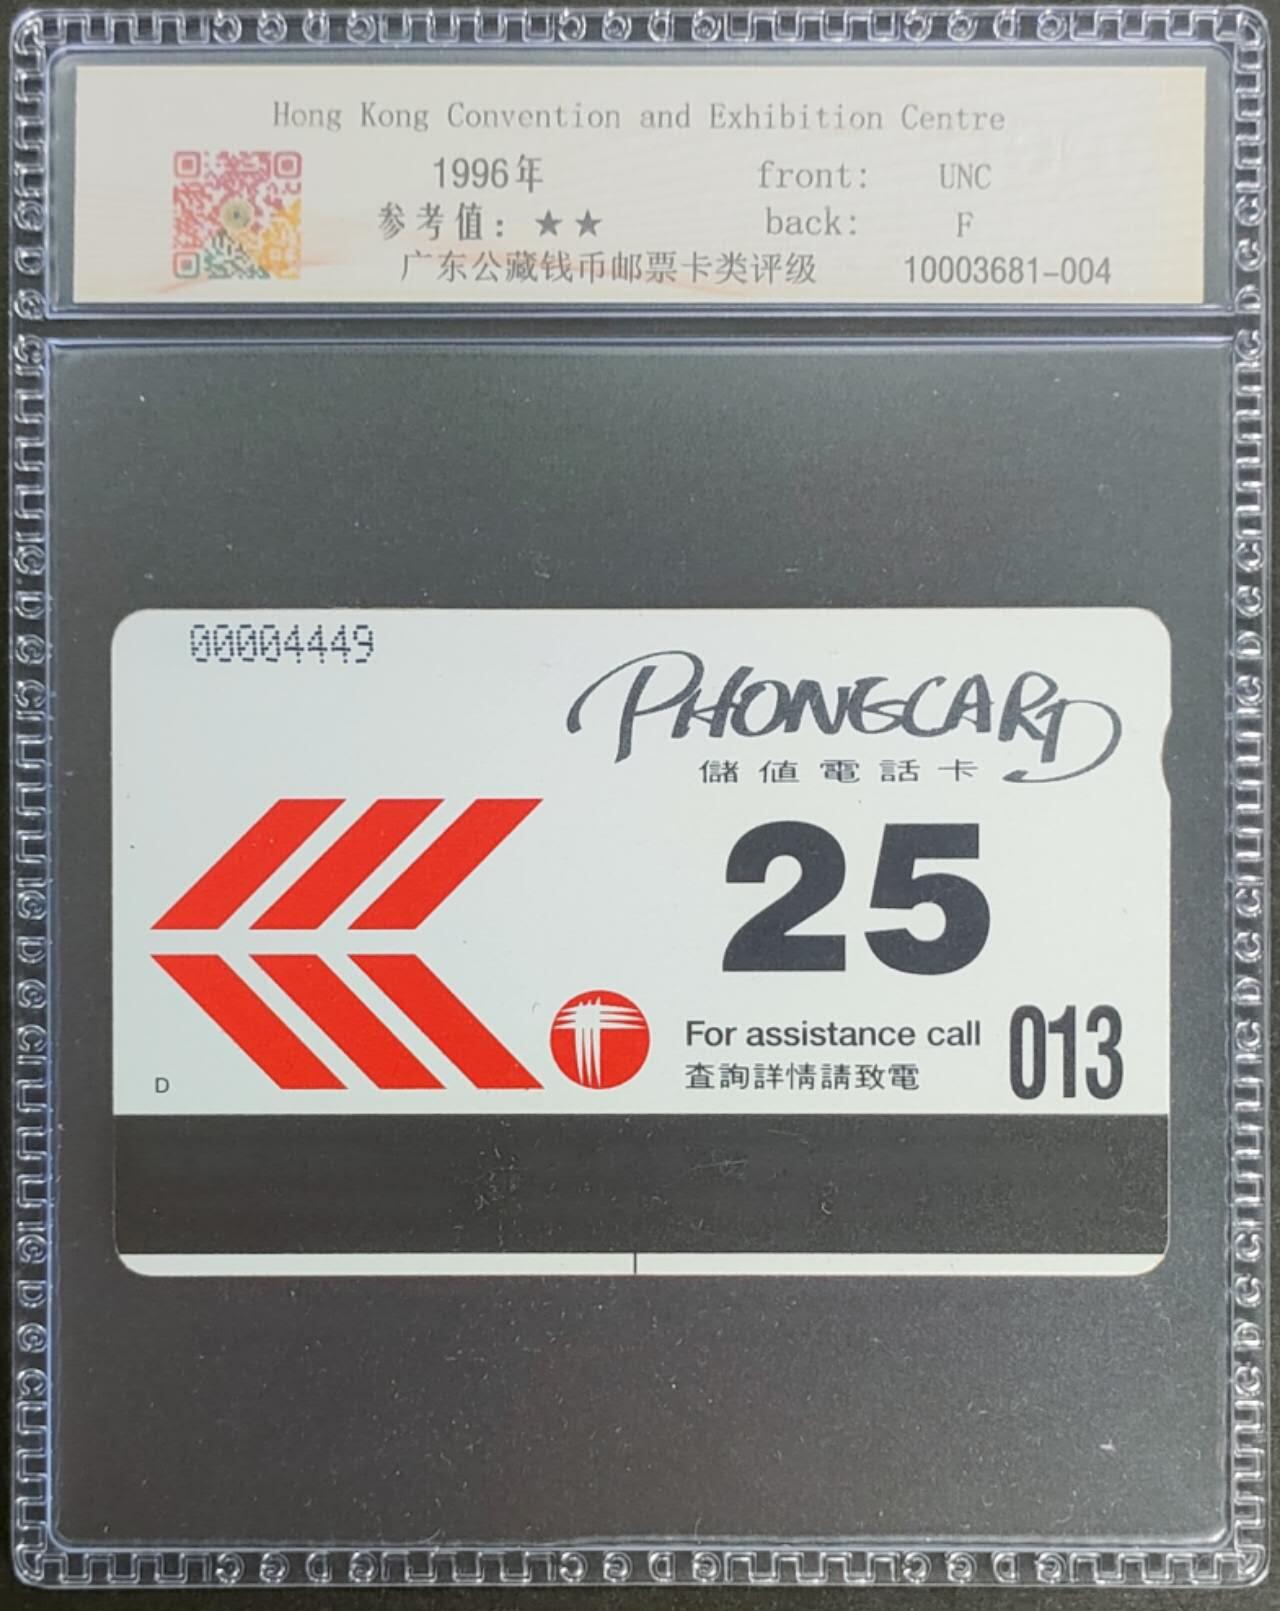 Hong Kong Convention and Exhibition Centre
1996年 front: UNC
参考值: ★★ back: F
广东公藏钱币邮票卡类评级 10003681-004
00004449
PHONECARD
儲值電話卡
25
For assistance call 013
查詢詳情請致電
D